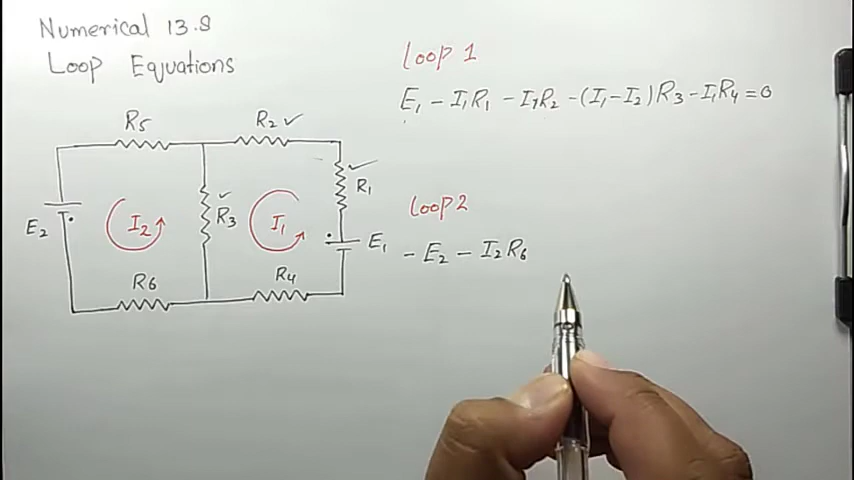 Numerical 13.8
Loop Equations
Loop 1
E₁ - I₁R₁ - I₁R₂ - (I₁-I₂)R₃ - I₁R₄ = 0
R₅
R₂ ✓
✓
R₁
E₂
I₂
✓
R₃
I₁
E₁
R₆
R₄
Loop 2
- E₂ - I₂R₆